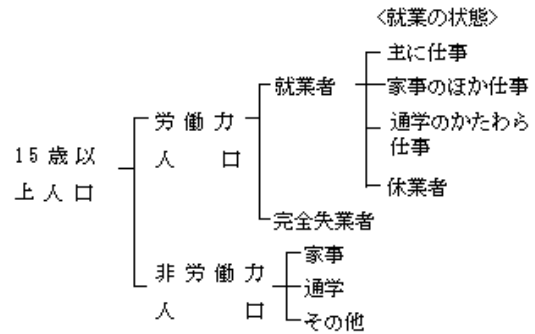 <就業の状態>
主に仕事
就業者
家事のほか仕事
労働力
人口
通学のかたわら
仕事
15歳以
上人口
休業者
完全失業者
家事
非労働力
人口
通学
その他